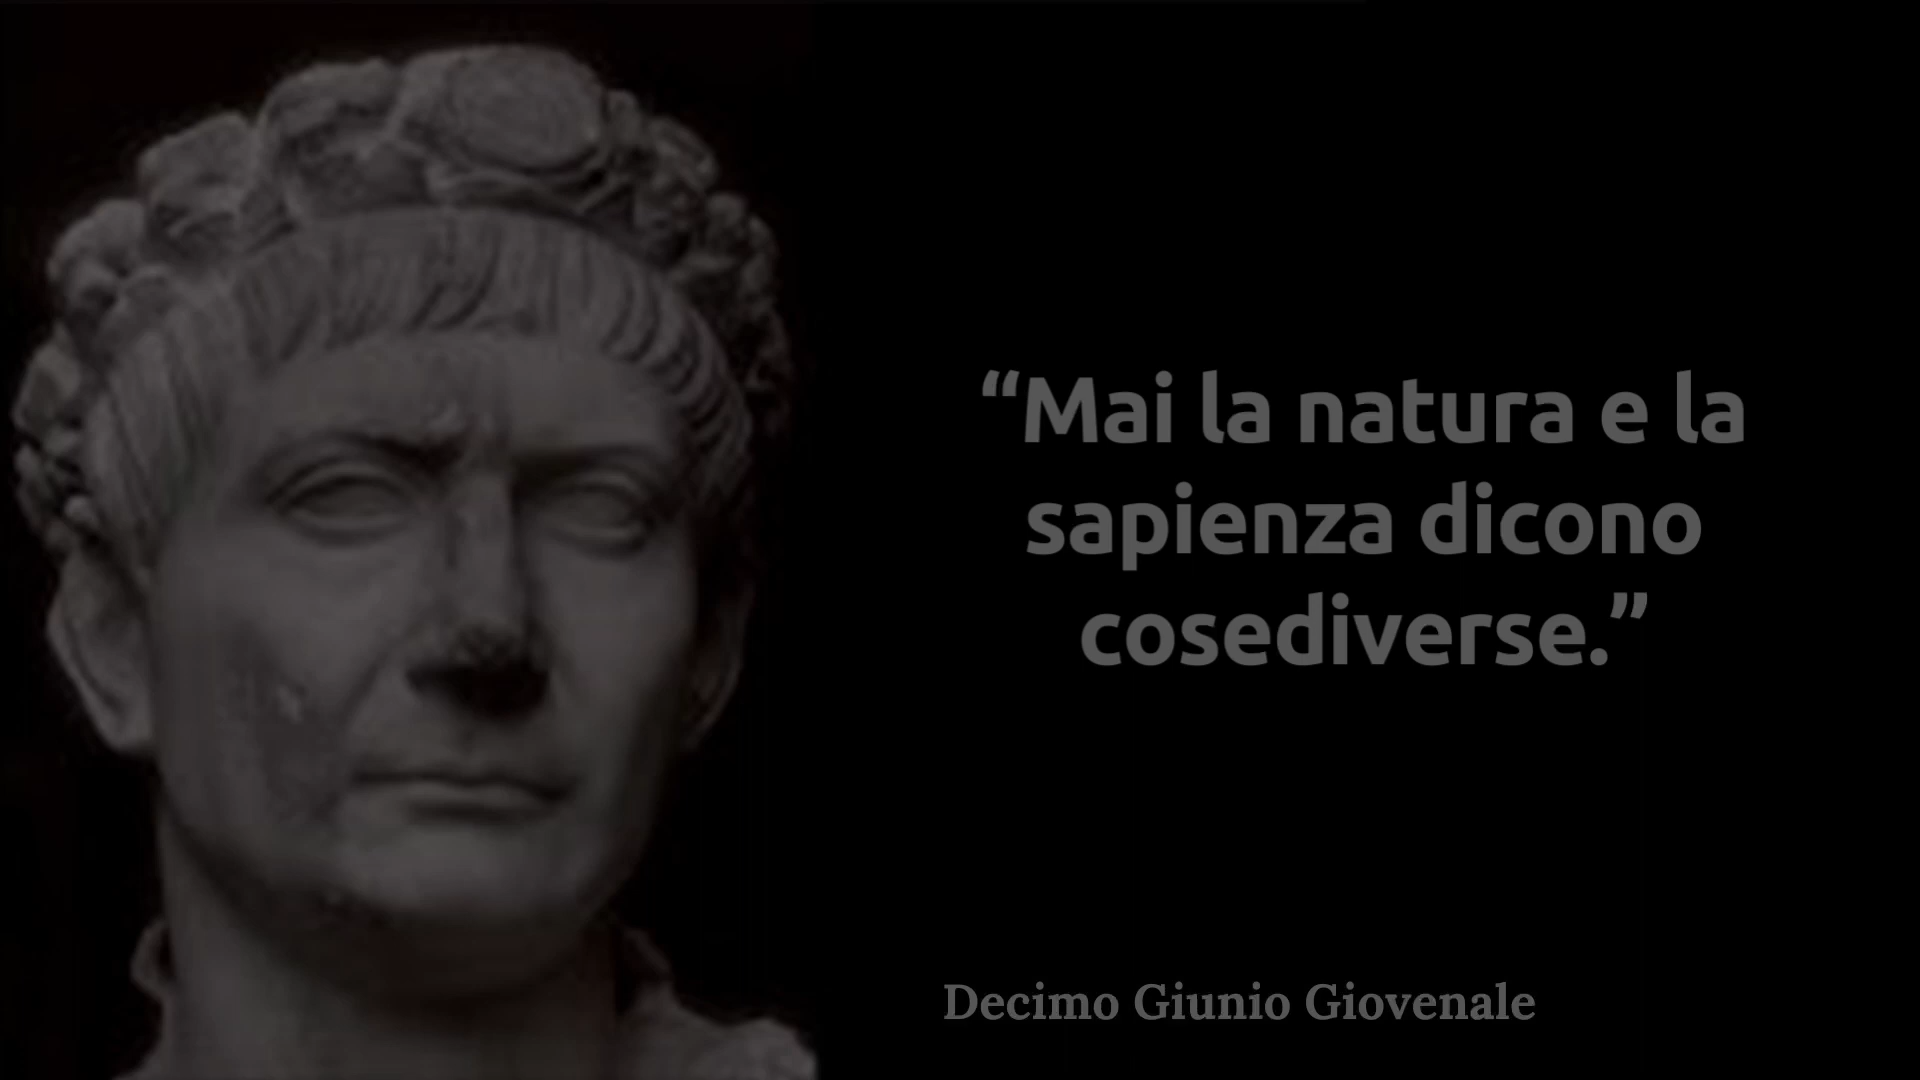 “Mai la natura e la
sapienza dicono
cosediverse.”
Decimo Giunio Giovenale